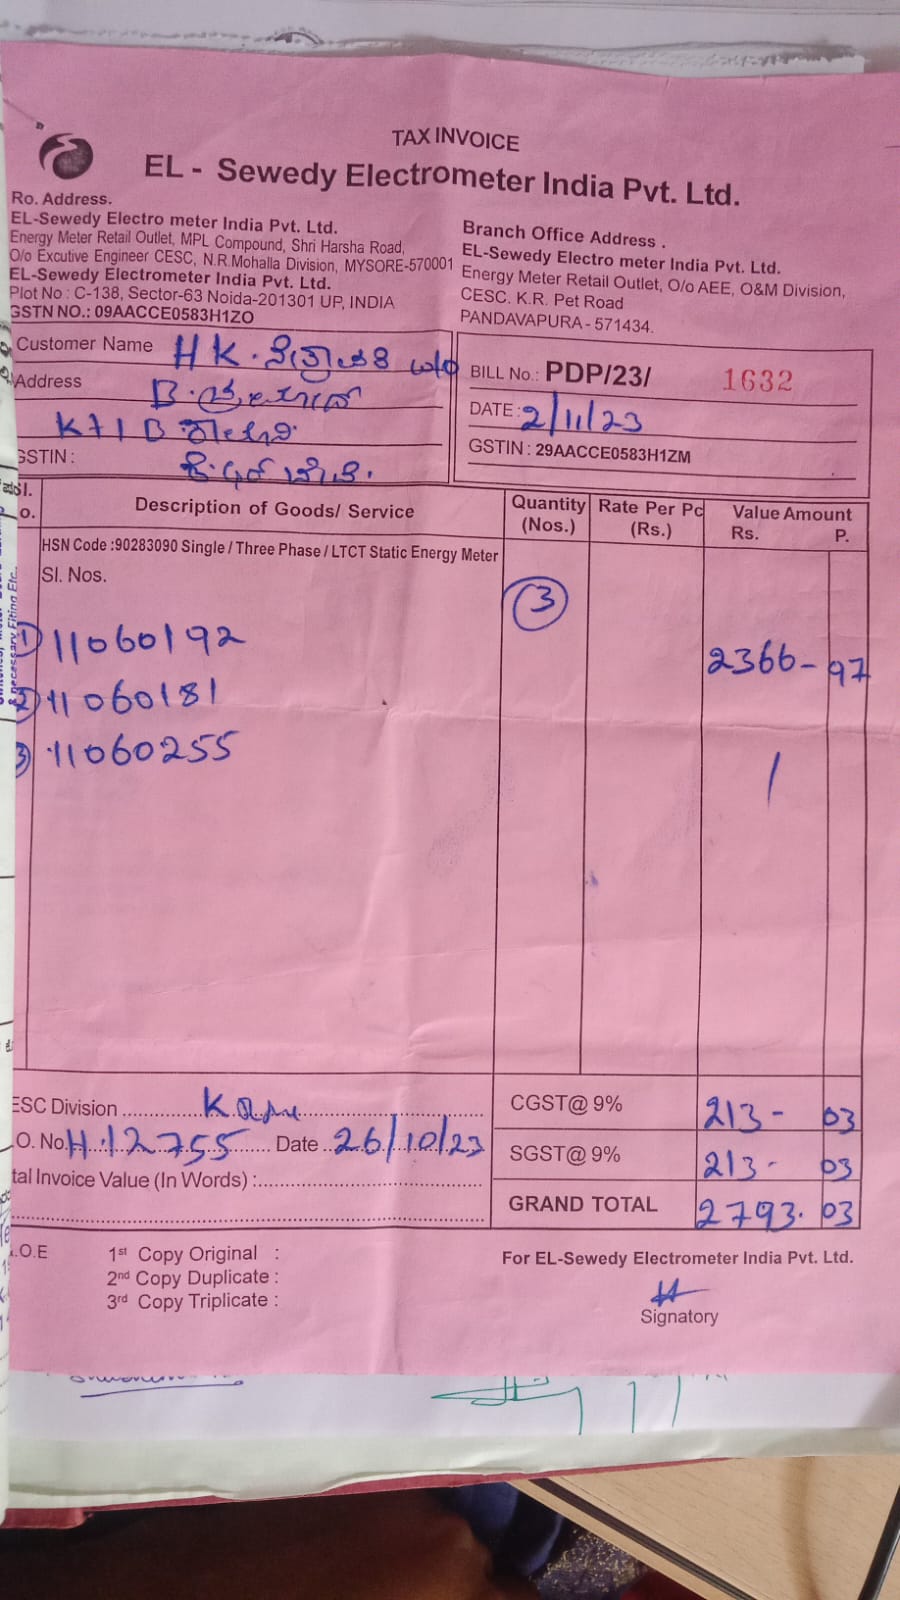 TAX INVOICE
EL - Sewedy Electrometer India Pvt. Ltd.
Ro. Address.
EL-Sewedy Electro meter India Pvt. Ltd.
Energy Meter Retail Outlet, MPL Compound, Shri Harsha Road,
O/o Excutive Engineer CESC, N.R.Mohalla Division, MYSORE-570001
EL-Sewedy Electrometer India Pvt. Ltd.
Plot No : C-138, Sector-63 Noida-201301 UP, INDIA
GSTN NO.: 09AACCE0583H1ZO
Branch Office Address .
EL-Sewedy Electro meter India Pvt. Ltd.
Energy Meter Retail Outlet, O/o AEE, O&M Division,
CESC. K.R. Pet Road
PANDAVAPURA - 571434.
Customer Name H K.
Address B.
GSTIN :
BILL No.: PDP/23/ 1632
DATE : 2/11/23
GSTIN : 29AACCE0583H1ZM
Description of Goods/ Service
Quantity (Nos.)
Rate Per Pc (Rs.)
Value Amount
Rs. P.
HSN Code :90283090 Single / Three Phase / LTCT Static Energy Meter
Sl. Nos.
3
1) 11060192
2366 - 97
2) 11060181
3) 11060255
ESC Division
O. No. H12755 Date 26/10/23
tal Invoice Value (In Words) :
CGST@ 9% 213 - 03
SGST@ 9% 213 - 03
GRAND TOTAL 2793. 03
.O.E
1st Copy Original :
2nd Copy Duplicate :
3rd Copy Triplicate :
For EL-Sewedy Electrometer India Pvt. Ltd.
Signatory